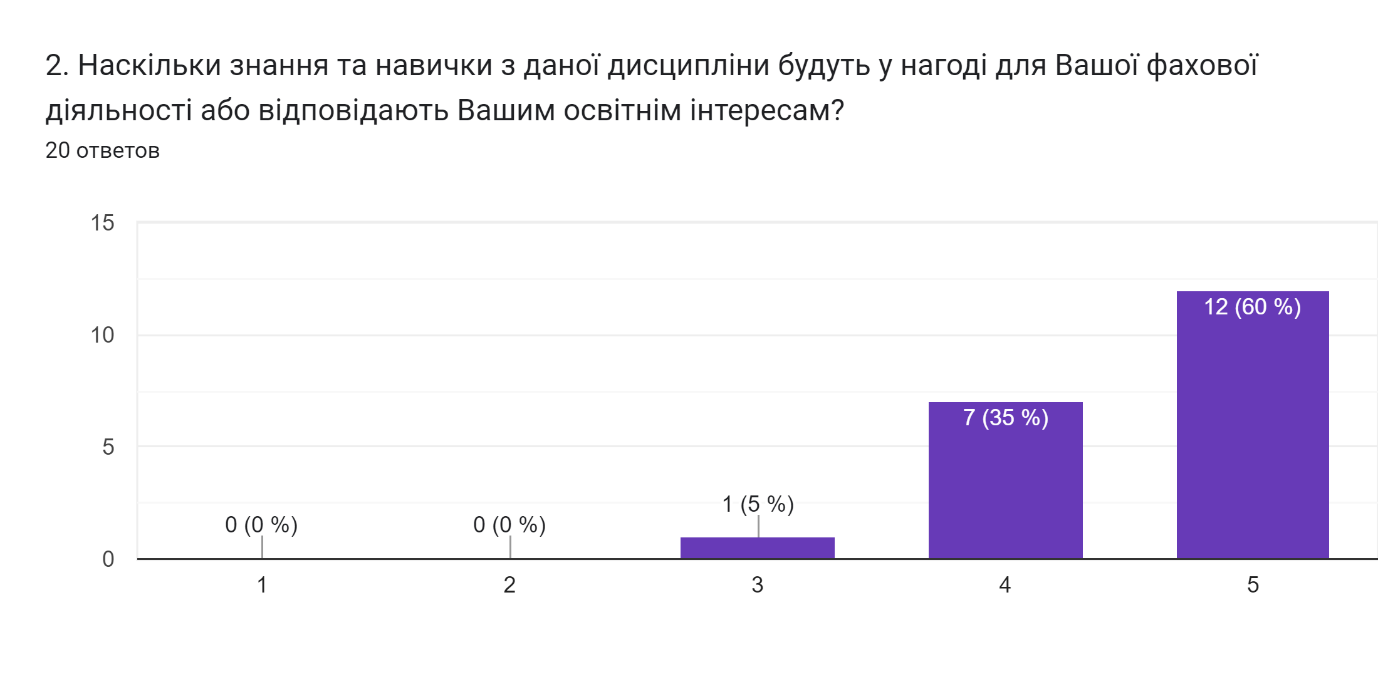 2. Наскільки знання та навички з даної дисципліни будуть у нагоді для Вашої фахової
діяльності або відповідають Вашим освітнім інтересам?
20 ответов
15
10
5
0
0 (0 %)
0 (0 %)
1 (5 %)
7 (35 %)
12 (60 %)
1
2
3
4
5